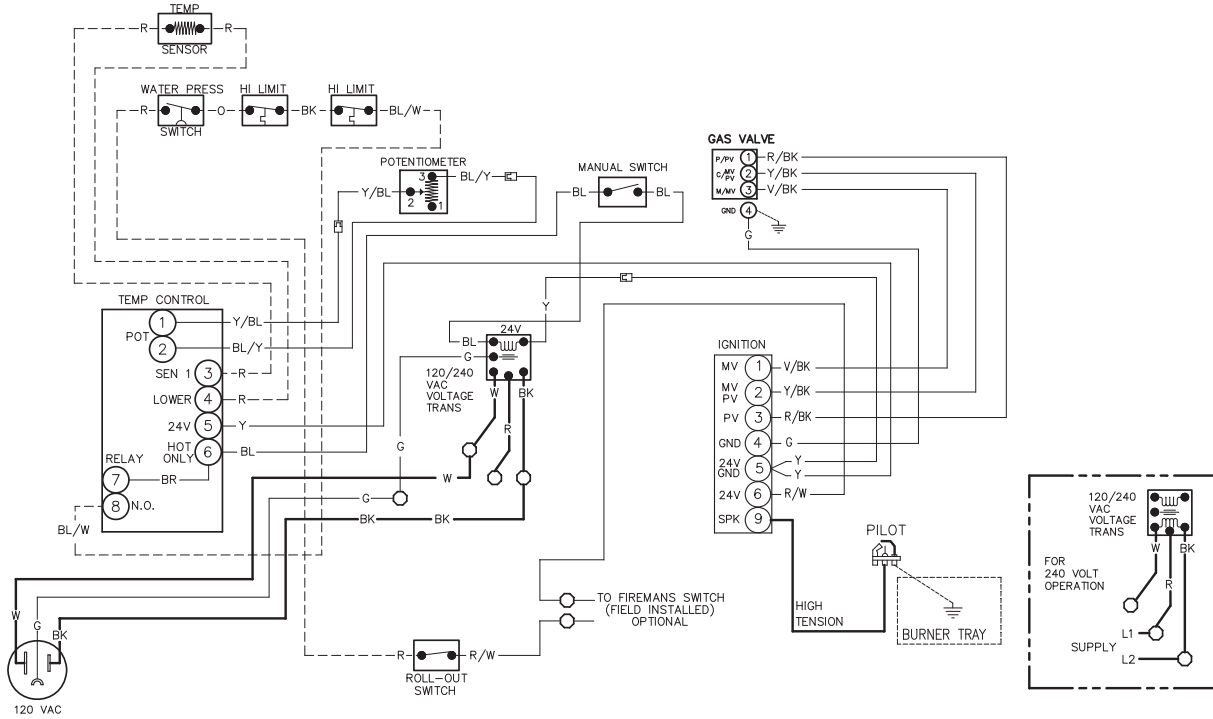 TEMP
R
R
SENSOR
WATER PRESS
HI LIMIT
HI LIMIT
R
O
BK
BL/W
SWITCH
POTENTIOMETER
3
BL/Y
Y/BL
2
1
MANUAL SWITCH
BL
BL
GAS VALVE
P/PV
1
R/BK
C/MV
PV
2
Y/BK
M/MV
3
V/BK
GND
4
G
TEMP CONTROL
1
Y/BL
POT
2
BL/Y
SEN 1
3
R
LOWER
4
R
24V
5
Y
HOT
ONLY
6
BL
RELAY
7
BR
8
N.O.
BL/W
Y
24V
BL
G
120/240
VAC
VOLTAGE
TRANS
W
BK
R
G
W
G
BK
BK
IGNITION
MV
1
V/BK
MV
PV
2
Y/BK
PV
3
R/BK
GND
4
G
24V
GND
5
Y
Y
24V
6
R/W
SPK
9
PILOT
HIGH
TENSION
BURNER TRAY
TO FIREMANS SWITCH
(FIELD INSTALLED)
OPTIONAL
R
R/W
ROLL-OUT
SWITCH
W
G
BK
120 VAC
120/240
VAC
VOLTAGE
TRANS
W
BK
R
FOR
240 VOLT
OPERATION
L1
SUPPLY
L2